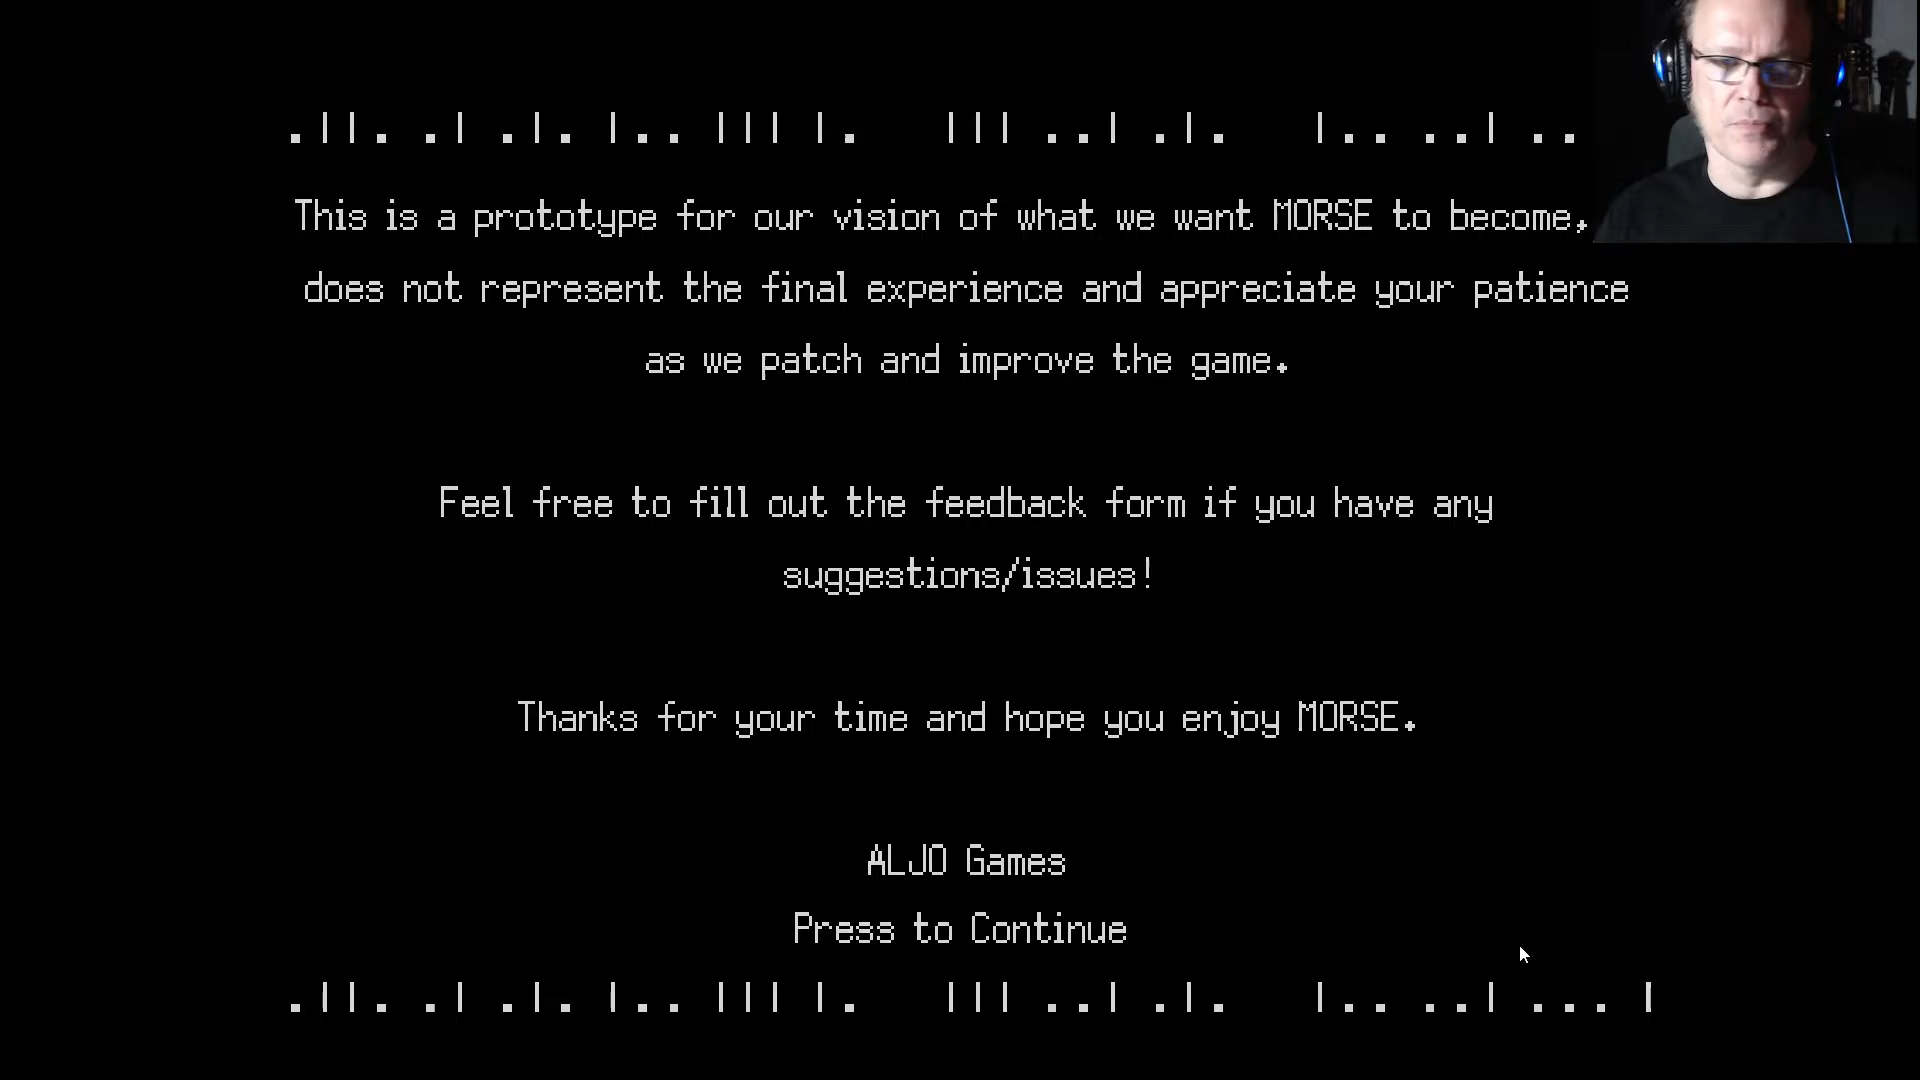 .||. .| .|. |.. ||| |. ||| ..| .|. |.. ..| ..
This is a prototype for our vision of what we want MORSE to become,
does not represent the final experience and appreciate your patience
as we patch and improve the game.
Feel free to fill out the feedback form if you have any
suggestions/issues!
Thanks for your time and hope you enjoy MORSE.
ALJO Games
Press to Continue
.||. .| .|. |.. ||| |. ||| ..| .|. |.. ..| ... |